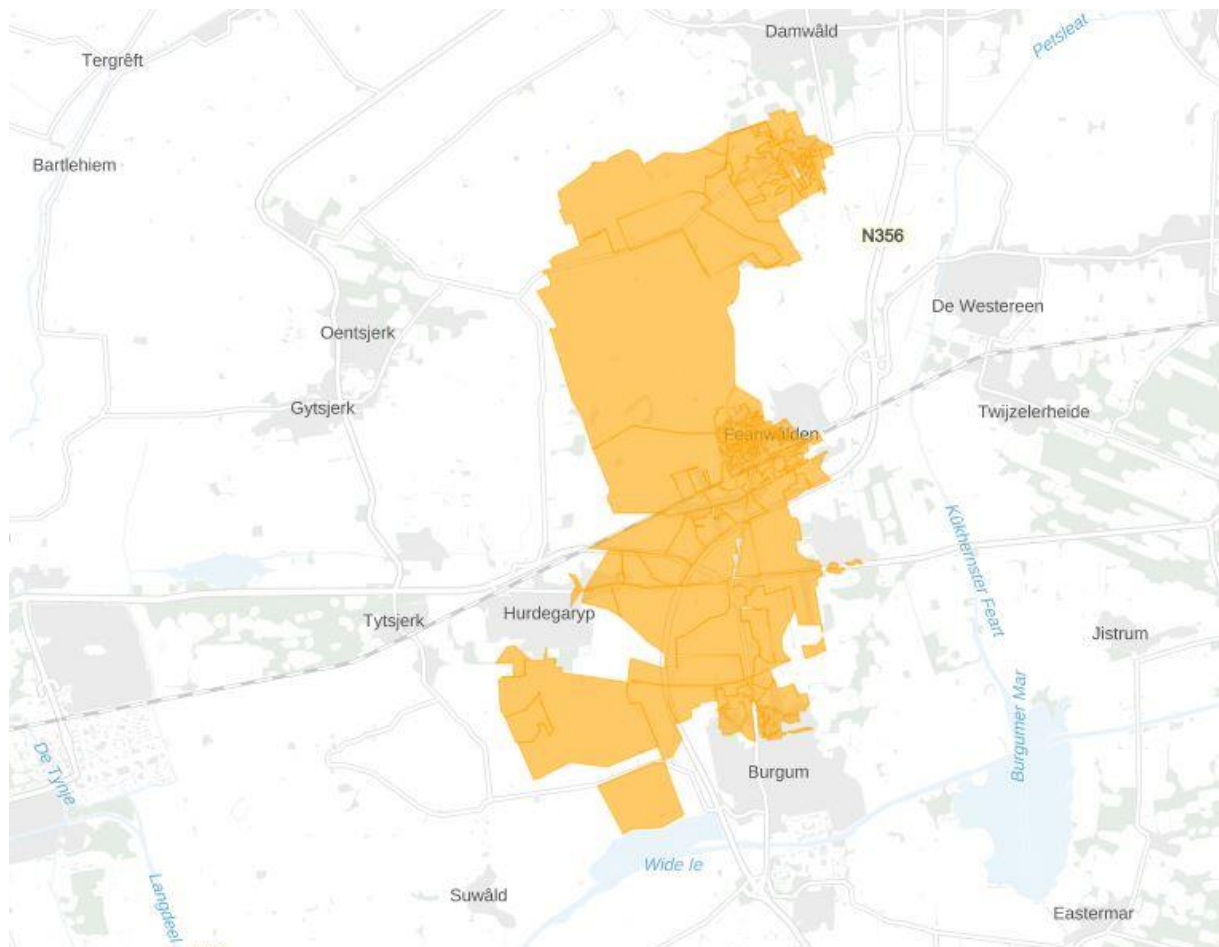 Damwâld
Petsleat
Tergrêft
Bartlehiem
N356
De Westereen
Oentsjerk
Gytsjerk
Twijzelerheide
Feanwâlden
Kûkhernster Feart
Tytsjerk
Hurdegaryp
Jistrum
Burgumer Mar
De Tynje
Burgum
Wide Ie
Langdeel
Suwâld
Eastermar